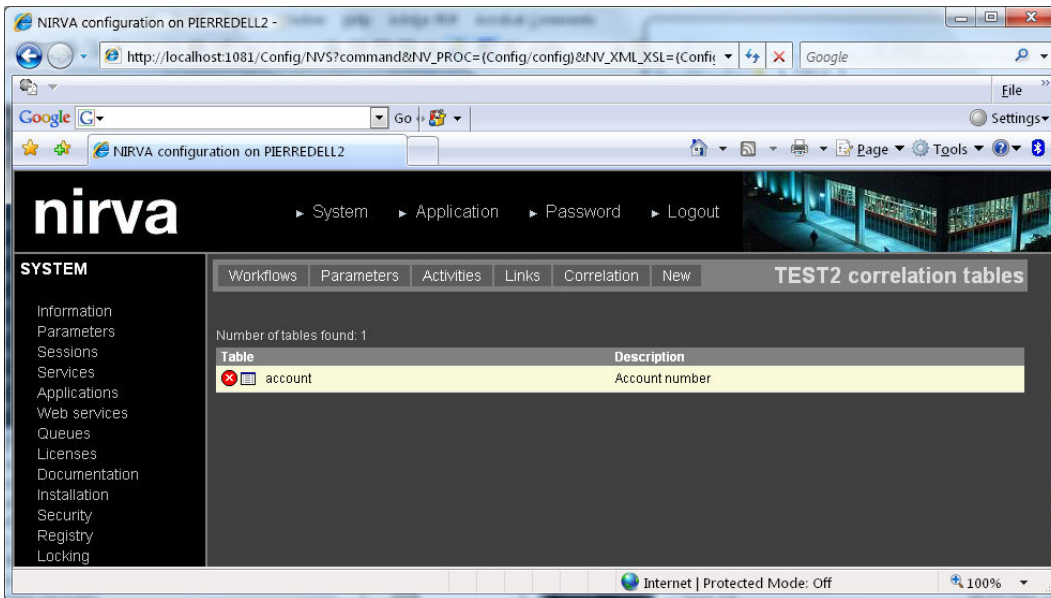 NIRVA configuration on PIERREDELL2 -
http://localhost:1081/Config/NVS?command&NV_PROC=(Config/config)&NV_XML_XSL=(Config
Google
File
Google
Go
Settings
NIRVA configuration on PIERREDELL2
Page
Tools
nirva
System
Application
Password
Logout
SYSTEM
Workflows
Parameters
Activities
Links
Correlation
New
TEST2 correlation tables
Information
Parameters
Sessions
Services
Applications
Web services
Queues
Licenses
Documentation
Installation
Security
Registry
Locking
Number of tables found: 1
Table Description
account Account number
Internet | Protected Mode: Off
100%